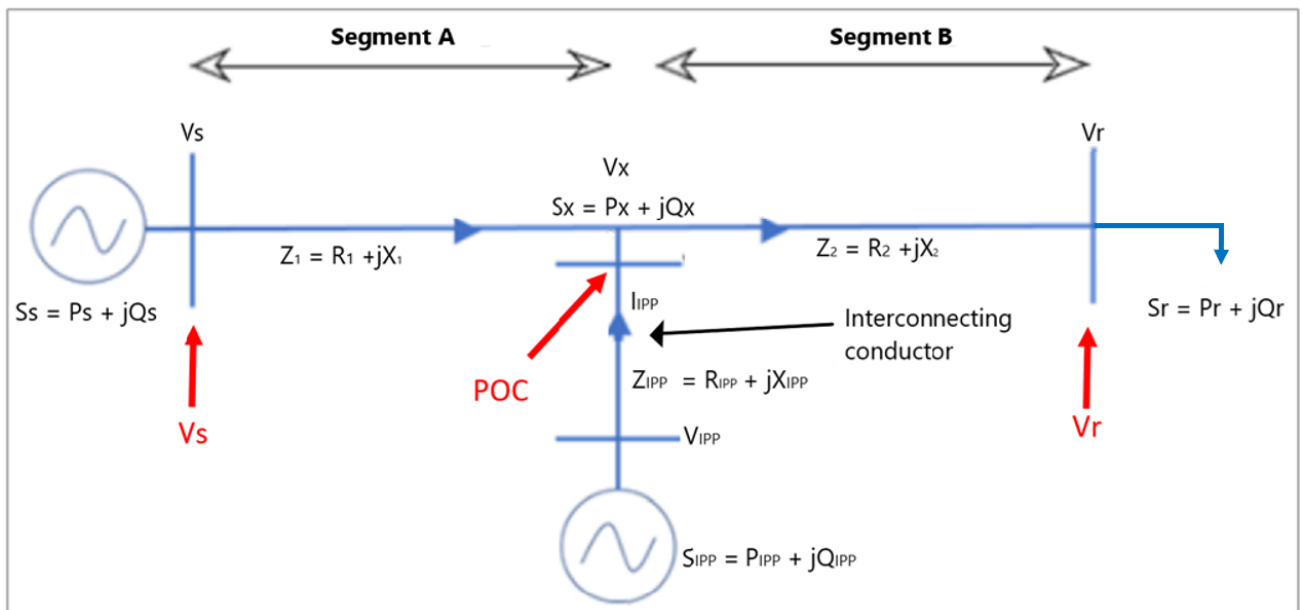 Segment A
Segment B
Vs
Vr
Vx
Sx = Px + jQx
Z₁ = R₁ +jX₁
Z₂ = R₂ +jX₂
Ss = Ps + jQs
Sr = Pr + jQr
IIPP
Interconnecting
conductor
POC
ZIPP = RIPP + jXIPP
Vs
Vr
VIPP
SIPP = PIPP + jQIPP